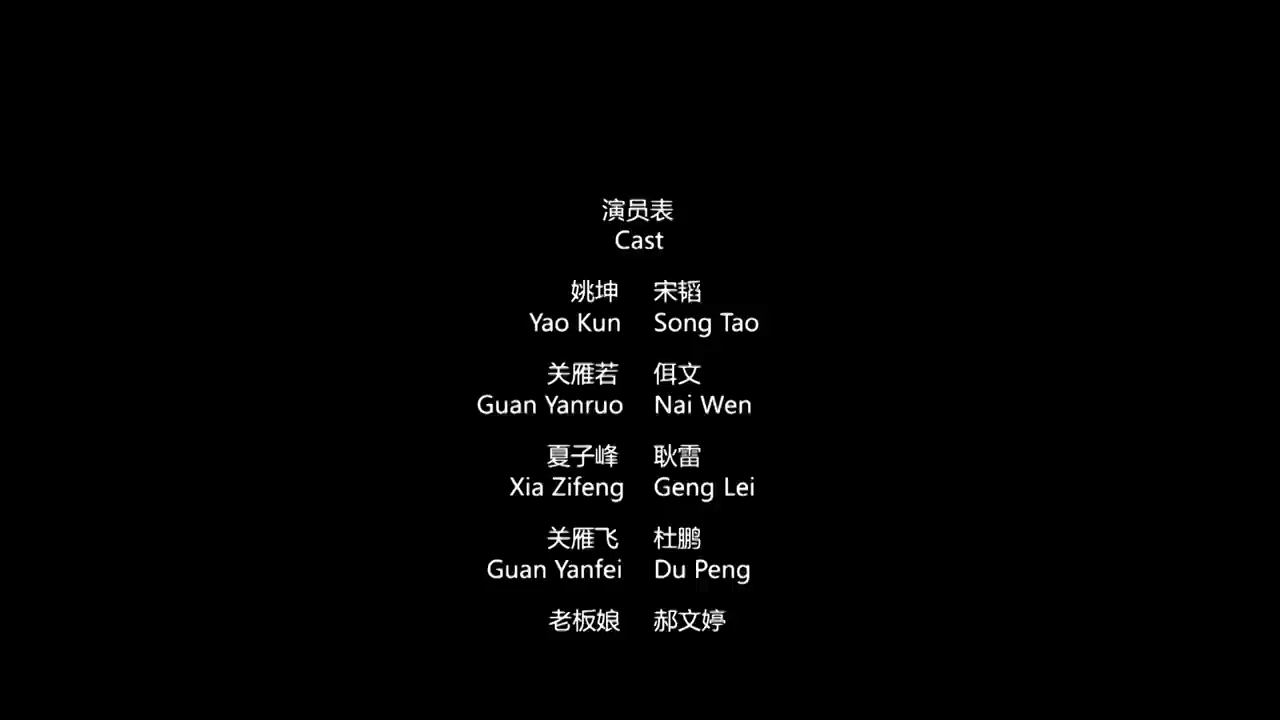 演员表
Cast
姚坤 宋韬
Yao Kun Song Tao
关雁若 佴文
Guan Yanruo Nai Wen
夏子峰 耿雷
Xia Zifeng Geng Lei
关雁飞 杜鹏
Guan Yanfei Du Peng
老板娘 郝文婷